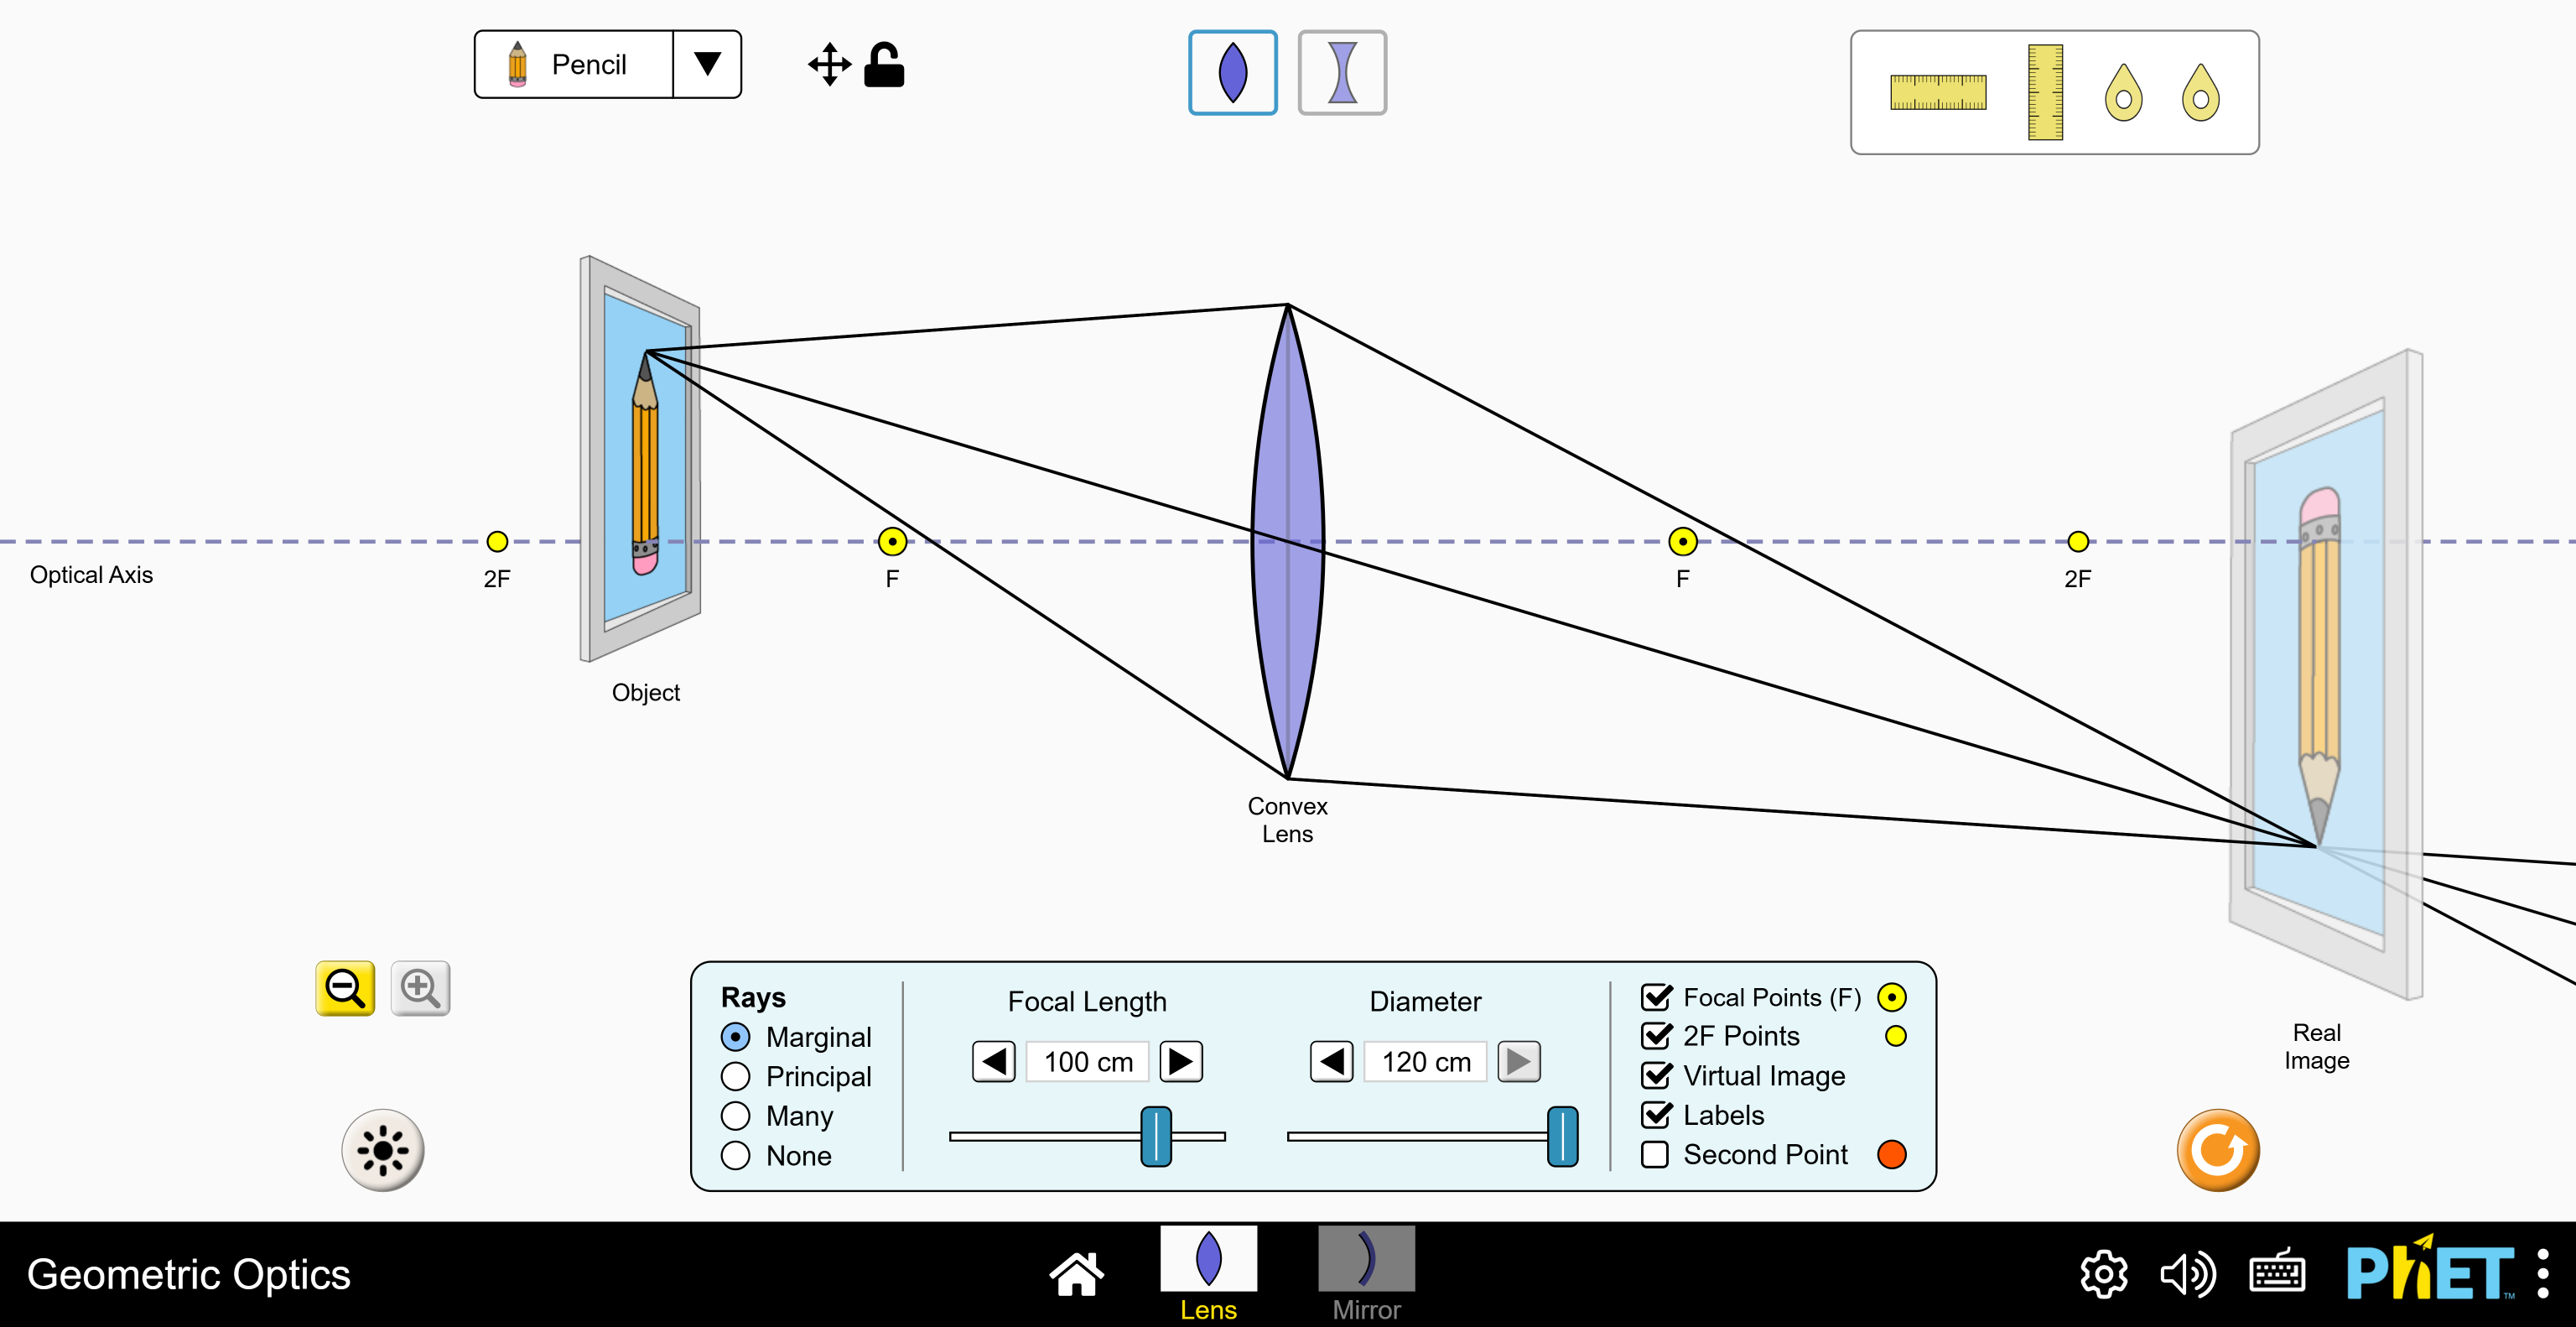 Pencil
Optical Axis
2F
F
F
2F
Object
Convex
Lens
Real
Image
Rays
Marginal
Principal
Many
None
Focal Length
100 cm
Diameter
120 cm
Focal Points (F)
2F Points
Virtual Image
Labels
Second Point
Geometric Optics
Lens
Mirror
PhET™